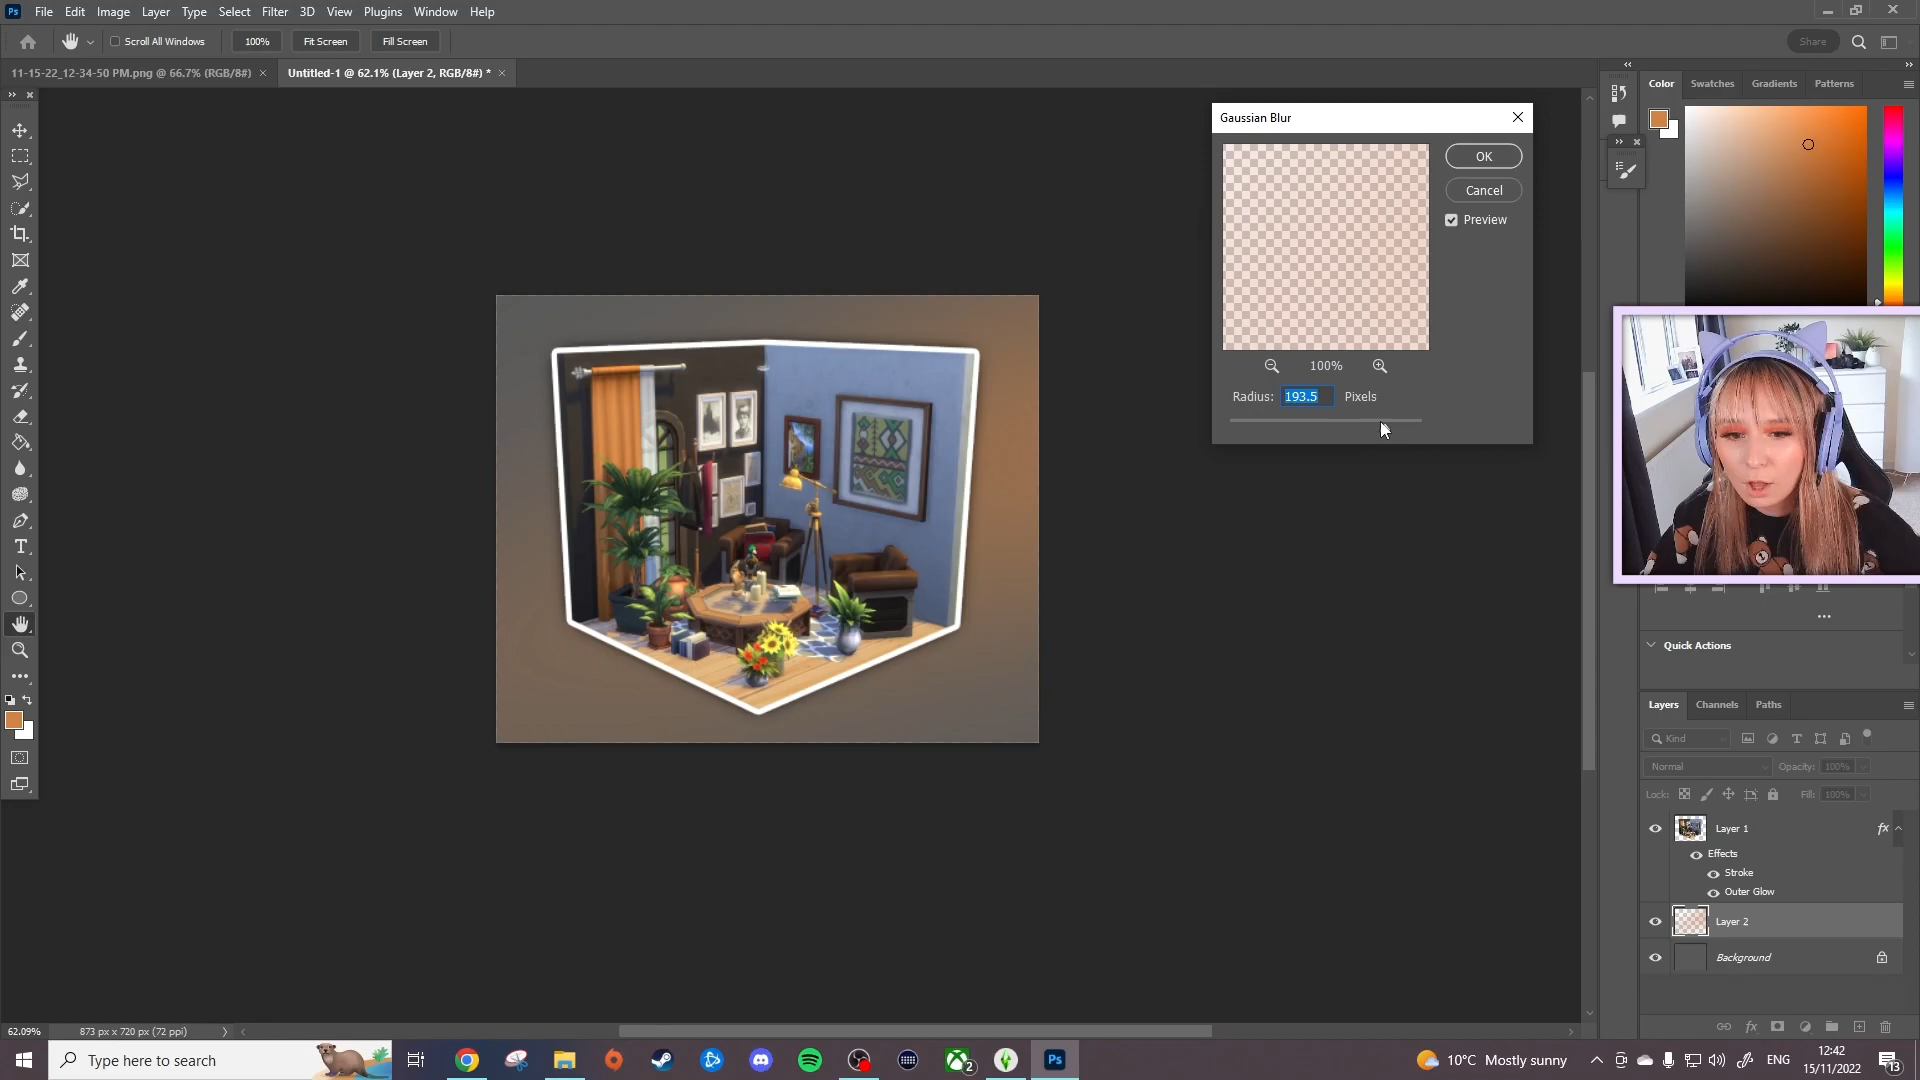 Ps File Edit Image Layer Type Select Filter 3D View Plugins Window Help
Scroll All Windows 100% Fit Screen Fill Screen Share
11-15-22_12-34-50 PM.png @ 66.7% (RGB/8#) × Untitled-1 @ 62.1% (Layer 2, RGB/8#) * ×
Color Swatches Gradients Patterns
Gaussian Blur
OK
Cancel
Preview
100%
Radius: 193.5 Pixels
Quick Actions
Layers Channels Paths
Kind
Normal Opacity: 100%
Lock: Fill: 100%
Layer 1 fx
Effects
Stroke
Outer Glow
Layer 2
Background
62.09% 873 px x 720 px (72 ppi)
Type here to search
2
Ps
10°C Mostly sunny
ENG
12:42
15/11/2022
13